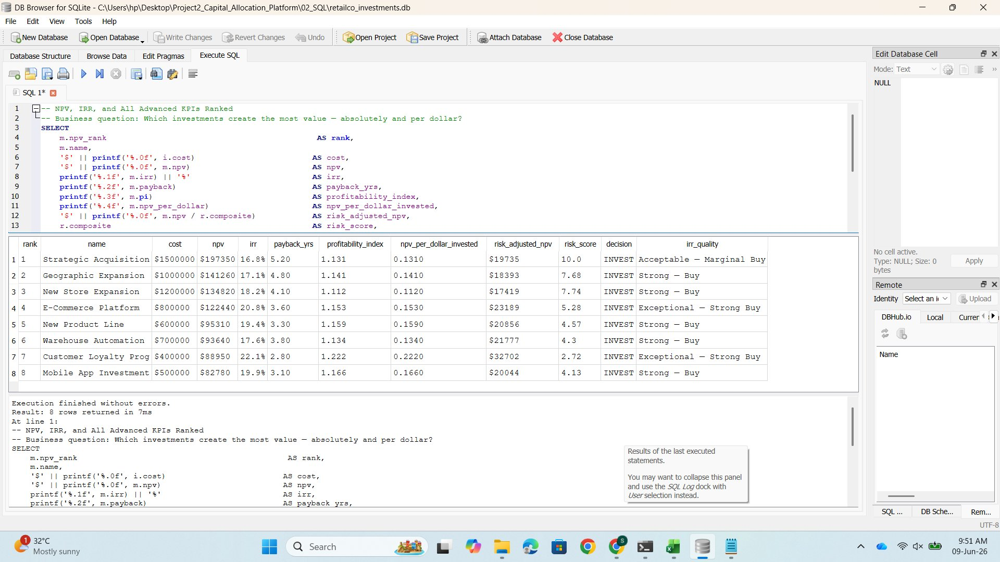 DB Browser for SQLite - C:\Users\hp\Desktop\Project2_Capital_Allocation_Platform\02_SQL\retailco_investments.db
File Edit View Tools Help
New Database Open Database Write Changes Revert Changes Undo Open Project Save Project Attach Database Close Database
Database Structure Browse Data Edit Pragmas Execute SQL
SQL 1*
1 -- NPV, IRR, and All Advanced KPIs Ranked
2 -- Business question: Which investments create the most value — absolutely and per dollar?
3 SELECT
4 m.npv_rank AS rank,
5 m.name,
6 '$' || printf('%.0f', i.cost) AS cost,
7 '$' || printf('%.0f', m.npv) AS npv,
8 printf('%.1f', m.irr) || '%' AS irr,
9 printf('%.2f', m.payback) AS payback_yrs,
10 printf('%.3f', m.pi) AS profitability_index,
11 printf('%.4f', m.npv_per_dollar) AS npv_per_dollar_invested,
12 '$' || printf('%.0f', m.npv / r.composite) AS risk_adjusted_npv,
13 r.composite AS risk_score,
rank name cost npv irr payback_yrs profitability_index npv_per_dollar_invested risk_adjusted_npv risk_score decision irr_quality
1 1 Strategic Acquisition $1500000 $197350 16.8% 5.20 1.131 0.1310 $19735 10.0 INVEST Acceptable — Marginal Buy
2 2 Geographic Expansion $1000000 $141260 17.1% 4.80 1.141 0.1410 $18393 7.68 INVEST Strong — Buy
3 3 New Store Expansion $1200000 $134820 18.2% 4.10 1.112 0.1120 $17419 7.74 INVEST Strong — Buy
4 4 E-Commerce Platform $800000 $122440 20.8% 3.60 1.153 0.1530 $23189 5.28 INVEST Exceptional — Strong Buy
5 5 New Product Line $600000 $95310 19.4% 3.30 1.159 0.1590 $20856 4.57 INVEST Strong — Buy
6 6 Warehouse Automation $700000 $93640 17.6% 3.80 1.134 0.1340 $21777 4.3 INVEST Strong — Buy
7 7 Customer Loyalty Prog $400000 $88950 22.1% 2.80 1.222 0.2220 $32702 2.72 INVEST Exceptional — Strong Buy
8 8 Mobile App Investment $500000 $82780 19.9% 3.10 1.166 0.1660 $20044 4.13 INVEST Strong — Buy
Execution finished without errors.
Result: 8 rows returned in 7ms
At line 1:
-- NPV, IRR, and All Advanced KPIs Ranked
-- Business question: Which investments create the most value — absolutely and per dollar?
SELECT
m.npv_rank AS rank,
m.name,
'$' || printf('%.0f', i.cost) AS cost,
'$' || printf('%.0f', m.npv) AS npv,
printf('%.1f', m.irr) || '%' AS irr,
printf('%.2f', m.payback) AS payback_yrs,
Results of the last executed
statements.
You may want to collapse this panel
and use the SQL Log dock with
User selection instead.
Edit Database Cell
Mode: Text
NULL
No cell active.
Type: NULL; Size: 0
bytes
Apply
Remote
Identity Select an i Upload
DBHub.io Local Curren
Name
SQL ... DB Sche... Rem...
UTF-8
1
32°C
Mostly sunny
Search
S
9:51 AM
09-Jun-26